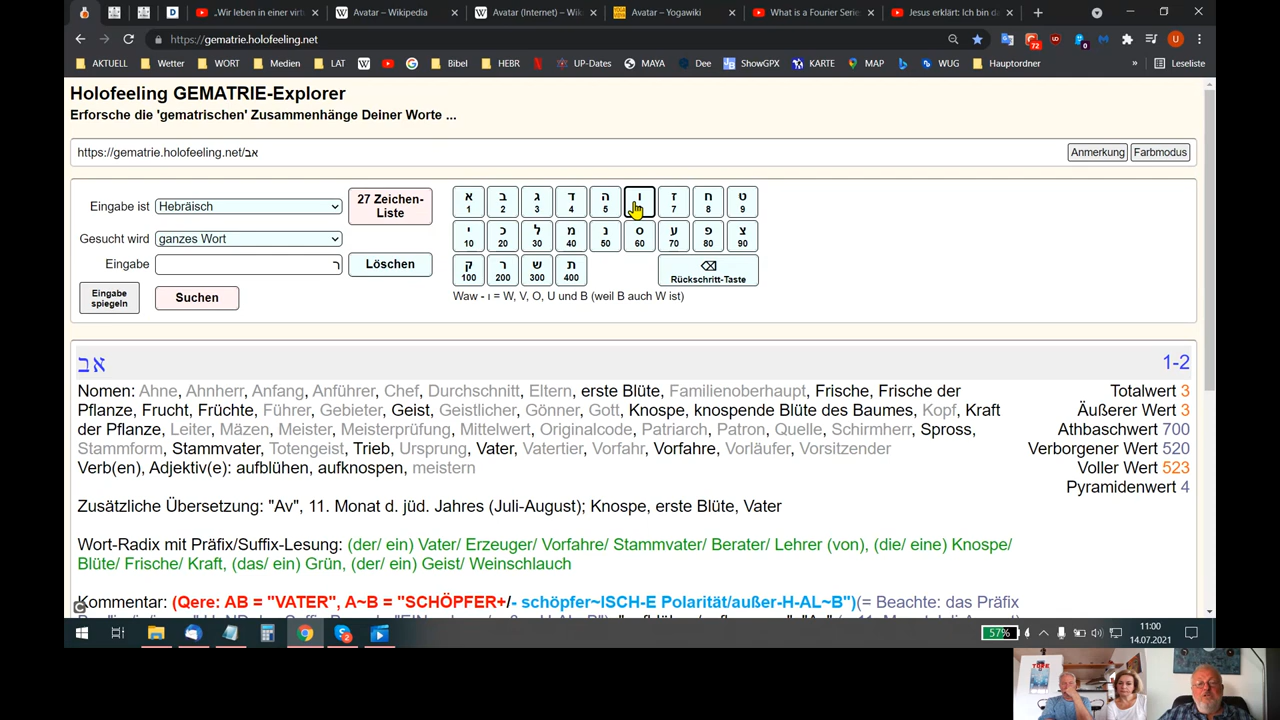 „Wir leben in einer virt
Avatar – Wikipedia
Avatar (Internet) – Wiki
Avatar – Yogawiki
What is a Fourier Serie
Jesus erklärt: Ich bin da
https://gematrie.holofeeling.net
72
0
U
AKTUELL
Wetter
WORT
Medien
LAT
Bibel
HEBR
UP-Dates
MAYA
Dee
ShowGPX
KARTE
MAP
WUG
Hauptordner
»
Leseliste
Holofeeling GEMATRIE-Explorer
Erforsche die 'gematrischen' Zusammenhänge Deiner Worte ...
https://gematrie.holofeeling.net/אב
Anmerkung
Farbmodus
Eingabe ist
Hebräisch
27 Zeichen-Liste
Gesucht wird
ganzes Wort
Eingabe
ר
Löschen
Eingabe spiegeln
Suchen
א 1
ב 2
ג 3
ד 4
ה 5
ו
ז 7
ח 8
ט 9
י 10
כ 20
ל 30
מ 40
נ 50
ס 60
ע 70
פ 80
צ 90
ק 100
ר 200
ש 300
ת 400
Rückschritt-Taste
Waw - ו = W, V, O, U und B (weil B auch W ist)
אב
1-2
Nomen: Ahne, Ahnherr, Anfang, Anführer, Chef, Durchschnitt, Eltern, erste Blüte, Familienoberhaupt, Frische, Frische der
Pflanze, Frucht, Früchte, Führer, Gebieter, Geist, Geistlicher, Gönner, Gott, Knospe, knospende Blüte des Baumes, Kopf, Kraft
der Pflanze, Leiter, Mäzen, Meister, Meisterprüfung, Mittelwert, Originalcode, Patriarch, Patron, Quelle, Schirmherr, Spross,
Stammform, Stammvater, Totengeist, Trieb, Ursprung, Vater, Vatertier, Vorfahr, Vorfahre, Vorläufer, Vorsitzender
Verb(en), Adjektiv(e): aufblühen, aufknospen, meistern
Totalwert 3
Äußerer Wert 3
Athbaschwert 700
Verborgener Wert 520
Voller Wert 523
Pyramidenwert 4
Zusätzliche Übersetzung: "Av", 11. Monat d. jüd. Jahres (Juli-August); Knospe, erste Blüte, Vater
Wort-Radix mit Präfix/Suffix-Lesung: (der/ ein) Vater/ Erzeuger/ Vorfahre/ Stammvater/ Berater/ Lehrer (von), (die/ eine) Knospe/
Blüte/ Frische/ Kraft, (das/ ein) Grün, (der/ ein) Geist/ Weinschlauch
Kommentar: (Qere: AB = "VATER", A~B = "SCHÖPFER+/- schöpfer~ISCH-E Polarität/außer-H-AL~B")(= Beachte: das Präfix
57%
11:00
14.07.2021